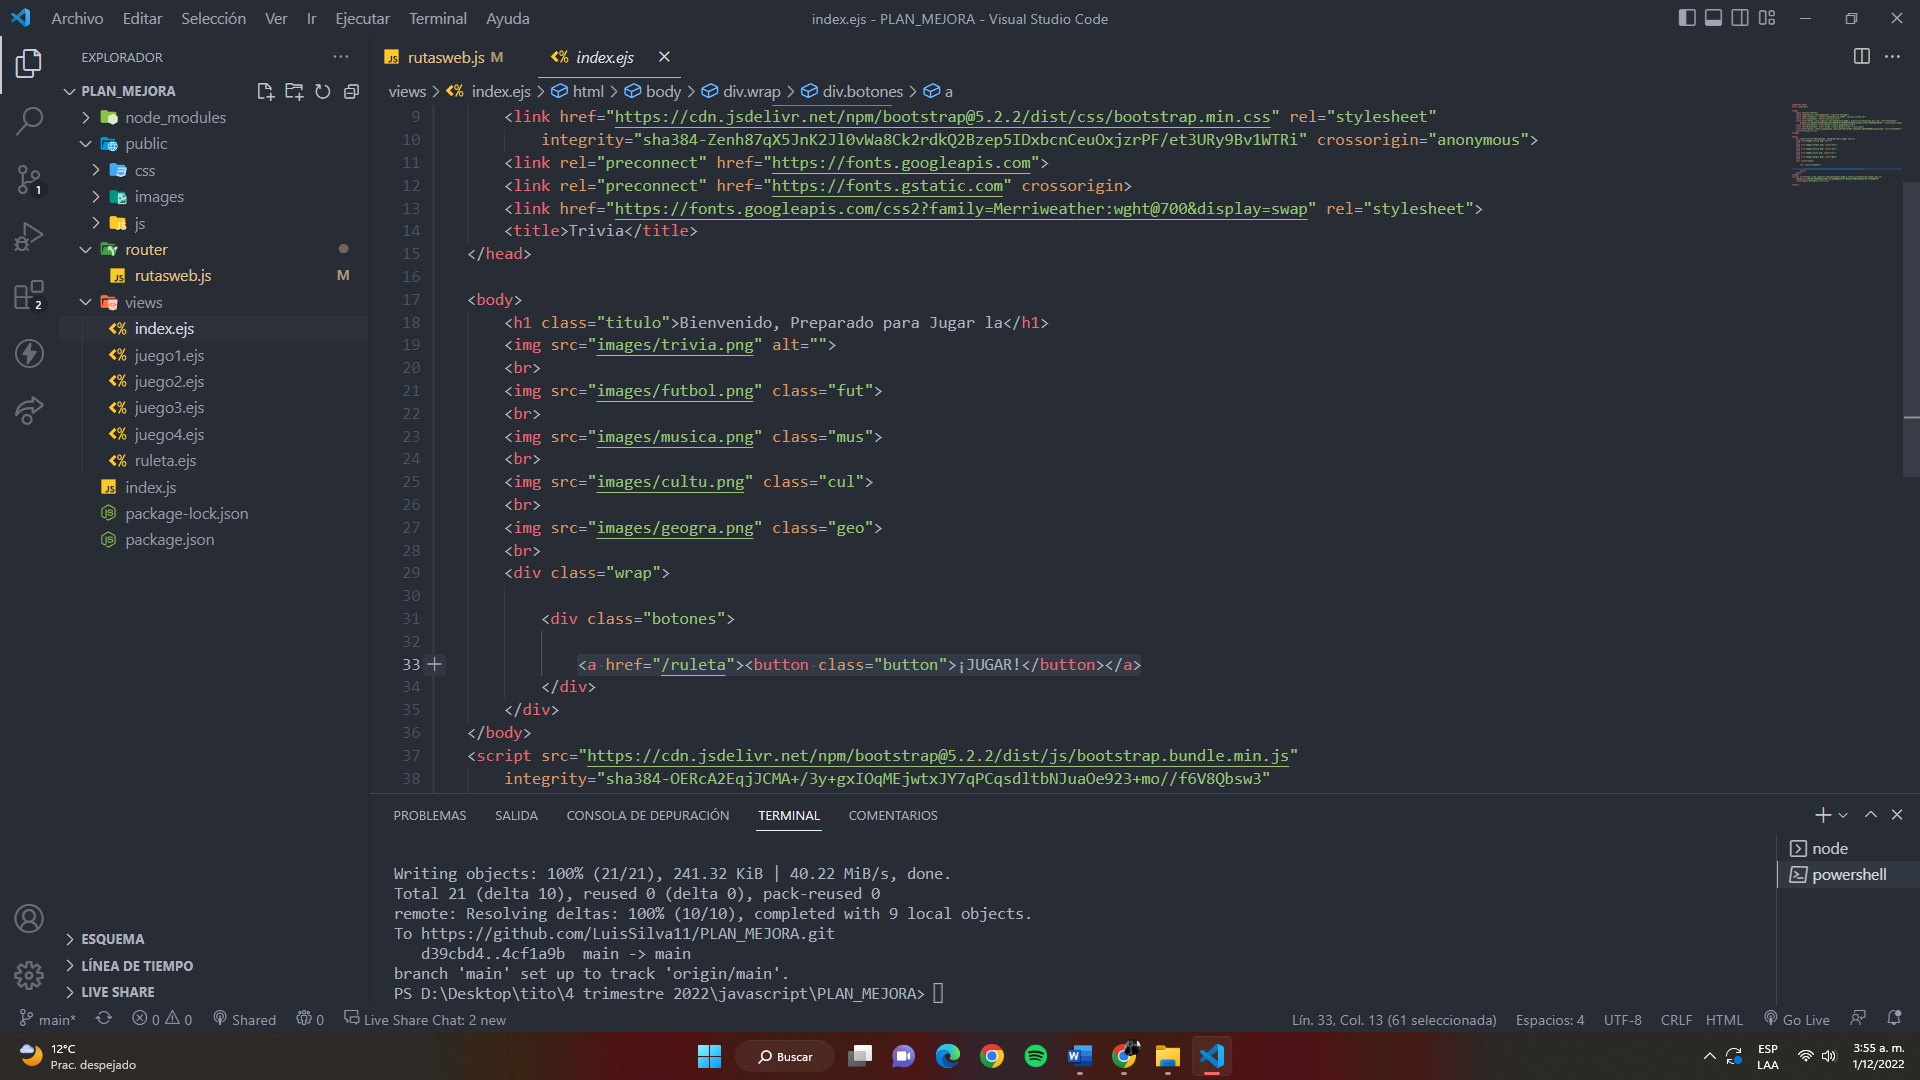 Archivo Editar Selección Ver Ir Ejecutar Terminal Ayuda
index.ejs - PLAN_MEJORA - Visual Studio Code
EXPLORADOR
PLAN_MEJORA
node_modules
public
css
images
js
router
rutasweb.js M
views
index.ejs
juego1.ejs
juego2.ejs
juego3.ejs
juego4.ejs
ruleta.ejs
index.js
package-lock.json
package.json
ESQUEMA
LÍNEA DE TIEMPO
LIVE SHARE
1
2
rutasweb.js M index.ejs
views > index.ejs > html > body > div.wrap > div.botones > a
9 <link href="https://cdn.jsdelivr.net/npm/bootstrap@5.2.2/dist/css/bootstrap.min.css" rel="stylesheet"
10 integrity="sha384-Zenh87qX5JnK2Jl0vWa8Ck2rdkQ2Bzep5IDxbcnCeuOxjzrPF/et3URy9Bv1WTRi" crossorigin="anonymous">
11 <link rel="preconnect" href="https://fonts.googleapis.com">
12 <link rel="preconnect" href="https://fonts.gstatic.com" crossorigin>
13 <link href="https://fonts.googleapis.com/css2?family=Merriweather:wght@700&display=swap" rel="stylesheet">
14 <title>Trivia</title>
15 </head>
16
17 <body>
18 <h1 class="titulo">Bienvenido, Preparado para Jugar la</h1>
19 <img src="images/trivia.png" alt="">
20 <br>
21 <img src="images/futbol.png" class="fut">
22 <br>
23 <img src="images/musica.png" class="mus">
24 <br>
25 <img src="images/cultu.png" class="cul">
26 <br>
27 <img src="images/geogra.png" class="geo">
28 <br>
29 <div class="wrap">
30
31 <div class="botones">
32
33 <a href="/ruleta"><button class="button">¡JUGAR!</button></a>
34 </div>
35 </div>
36 </body>
37 <script src="https://cdn.jsdelivr.net/npm/bootstrap@5.2.2/dist/js/bootstrap.bundle.min.js"
38 integrity="sha384-OERcA2EqjJCMA+/3y+gxIOqMEjwtxJY7qPCqsdltbNJuaOe923+mo//f6V8Qbsw3"
PROBLEMAS SALIDA CONSOLA DE DEPURACIÓN TERMINAL COMENTARIOS
Writing objects: 100% (21/21), 241.32 KiB | 40.22 MiB/s, done.
Total 21 (delta 10), reused 0 (delta 0), pack-reused 0
remote: Resolving deltas: 100% (10/10), completed with 9 local objects.
To https://github.com/LuisSilva11/PLAN_MEJORA.git
d39cbd4..4cf1a9b main -> main
branch 'main' set up to track 'origin/main'.
PS D:\Desktop\tito\4 trimestre 2022\javascript\PLAN_MEJORA>
node
powershell
main* 0 0 Shared 0 Live Share Chat: 2 new
Lín. 33, Col. 13 (61 seleccionada) Espacios: 4 UTF-8 CRLF HTML Go Live
12°C
Prac. despejado
Buscar
ESP
LAA
3:55 a. m.
1/12/2022